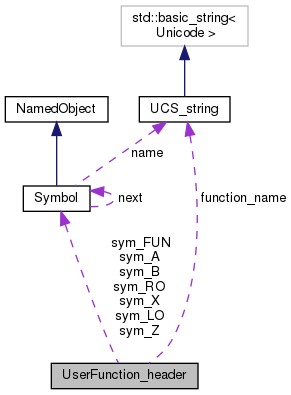 std::basic_string<
Unicode >
NamedObject
UCS_string
name
Symbol
next
function_name
sym_FUN
sym_A
sym_B
sym_RO
sym_X
sym_LO
sym_Z
UserFunction_header